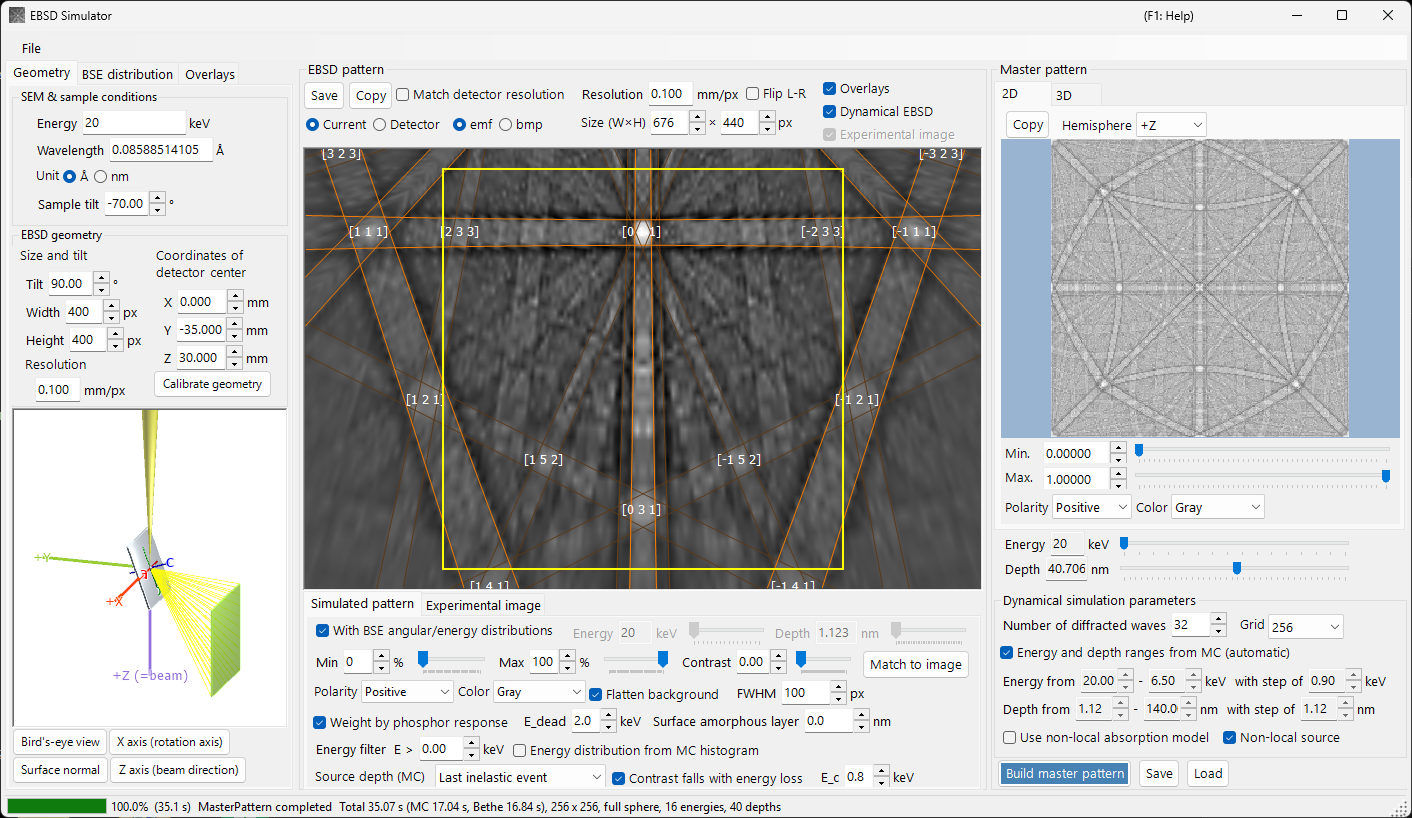 EBSD Simulator
(F1: Help)
File
Geometry
BSE distribution
Overlays
SEM & sample conditions
Energy 20 keV
Wavelength 0.08588514105 Å
Unit Å nm
Sample tilt -70.00 °
EBSD geometry
Size and tilt
Tilt 90.00 °
Width 400 px
Height 400 px
Resolution
0.100 mm/px
Coordinates of
detector center
X 0.000 mm
Y -35.000 mm
Z 30.000 mm
Calibrate geometry
+Y
C
a
+X
+Z (=beam)
Bird's-eye view
X axis (rotation axis)
Surface normal
Z axis (beam direction)
EBSD pattern
Save
Copy
Match detector resolution
Resolution 0.100 mm/px
Flip L-R
Current Detector emf bmp
Size (W×H) 676 × 440 px
Overlays
Dynamical EBSD
Experimental image
[3 2 3]
[-3 2 3]
[1 1 1]
[2 3 3]
[-2 3 3]
[-1 1 1]
[1 2 1]
[-1 2 1]
[1 5 2]
[-1 5 2]
[0 3 1]
[1 4 1]
[-1 4 1]
Simulated pattern
Experimental image
With BSE angular/energy distributions
Energy 20 keV
Depth 1.123 nm
Min 0 %
Max 100 %
Contrast 0.00
Match to image
Polarity Positive
Color Gray
Flatten background
FWHM 100 px
Weight by phosphor response
E_dead 2.0 keV
Surface amorphous layer 0.0 nm
Energy filter E > 0.00 keV
Energy distribution from MC histogram
Source depth (MC) Last inelastic event
Contrast falls with energy loss
E_c 0.8 keV
Master pattern
2D
3D
Copy
Hemisphere +Z
Min. 0.00000
Max. 1.00000
Polarity Positive
Color Gray
Energy 20 keV
Depth 40.706 nm
Dynamical simulation parameters
Number of diffracted waves 32
Grid 256
Energy and depth ranges from MC (automatic)
Energy from 20.00 - 6.50 keV with step of 0.90 keV
Depth from 1.12 - 140.0 nm with step of 1.12 nm
Use non-local absorption model
Non-local source
Build master pattern
Save
Load
100.0% (35.1 s) MasterPattern completed Total 35.07 s (MC 17.04 s, Bethe 16.84 s), 256 x 256, full sphere, 16 energies, 40 depths